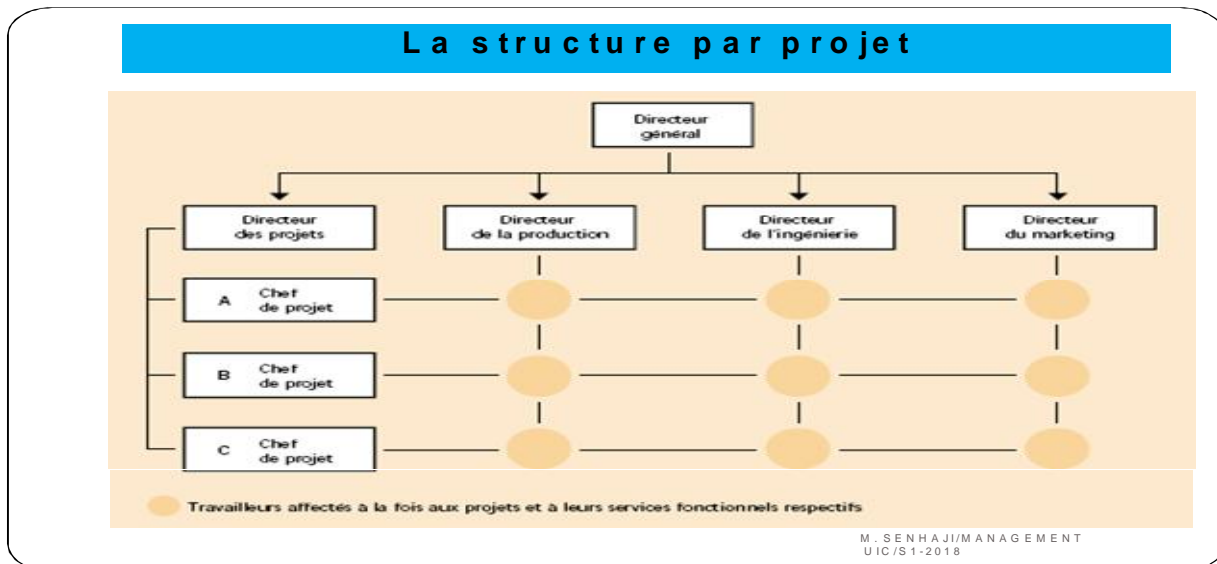 La structure par projet
Directeur
général
Directeur
des projets
Directeur
de la production
Directeur
de l'ingénierie
Directeur
du marketing
A Chef
de projet
B Chef
de projet
C Chef
de projet
Travailleurs affectés à la fois aux projets et à leurs services fonctionnels respectifs
M. SENHAJI/MANAGEMENT
UIC/S1-2018